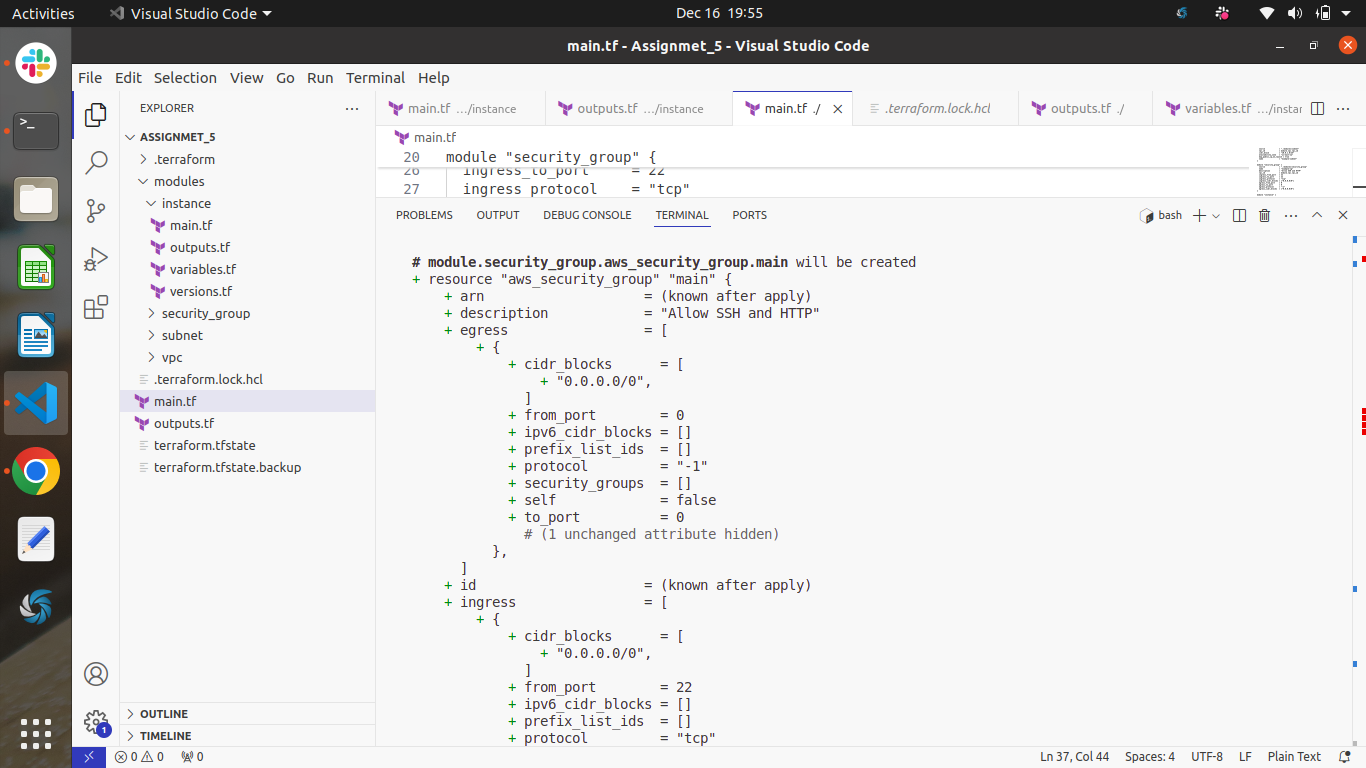 Activities
Visual Studio Code
Dec 16 19:55
main.tf - Assignmet_5 - Visual Studio Code
File Edit Selection View Go Run Terminal Help
EXPLORER
ASSIGNMET_5
.terraform
modules
instance
main.tf
outputs.tf
variables.tf
versions.tf
security_group
subnet
vpc
.terraform.lock.hcl
main.tf
outputs.tf
terraform.tfstate
terraform.tfstate.backup
OUTLINE
TIMELINE
main.tf .../instance
outputs.tf .../instance
main.tf ./
.terraform.lock.hcl
outputs.tf ./
variables.tf .../instar
main.tf
20 module "security_group" {
26 ingress_to_port = 22
27 ingress_protocol = "tcp"
PROBLEMS OUTPUT DEBUG CONSOLE TERMINAL PORTS
bash
# module.security_group.aws_security_group.main will be created
+ resource "aws_security_group" "main" {
+ arn = (known after apply)
+ description = "Allow SSH and HTTP"
+ egress = [
+ {
+ cidr_blocks = [
+ "0.0.0.0/0",
]
+ from_port = 0
+ ipv6_cidr_blocks = []
+ prefix_list_ids = []
+ protocol = "-1"
+ security_groups = []
+ self = false
+ to_port = 0
# (1 unchanged attribute hidden)
},
]
+ id = (known after apply)
+ ingress = [
+ {
+ cidr_blocks = [
+ "0.0.0.0/0",
]
+ from_port = 22
+ ipv6_cidr_blocks = []
+ prefix_list_ids = []
+ protocol = "tcp"
1
0 0 0
Ln 37, Col 44 Spaces: 4 UTF-8 LF Plain Text